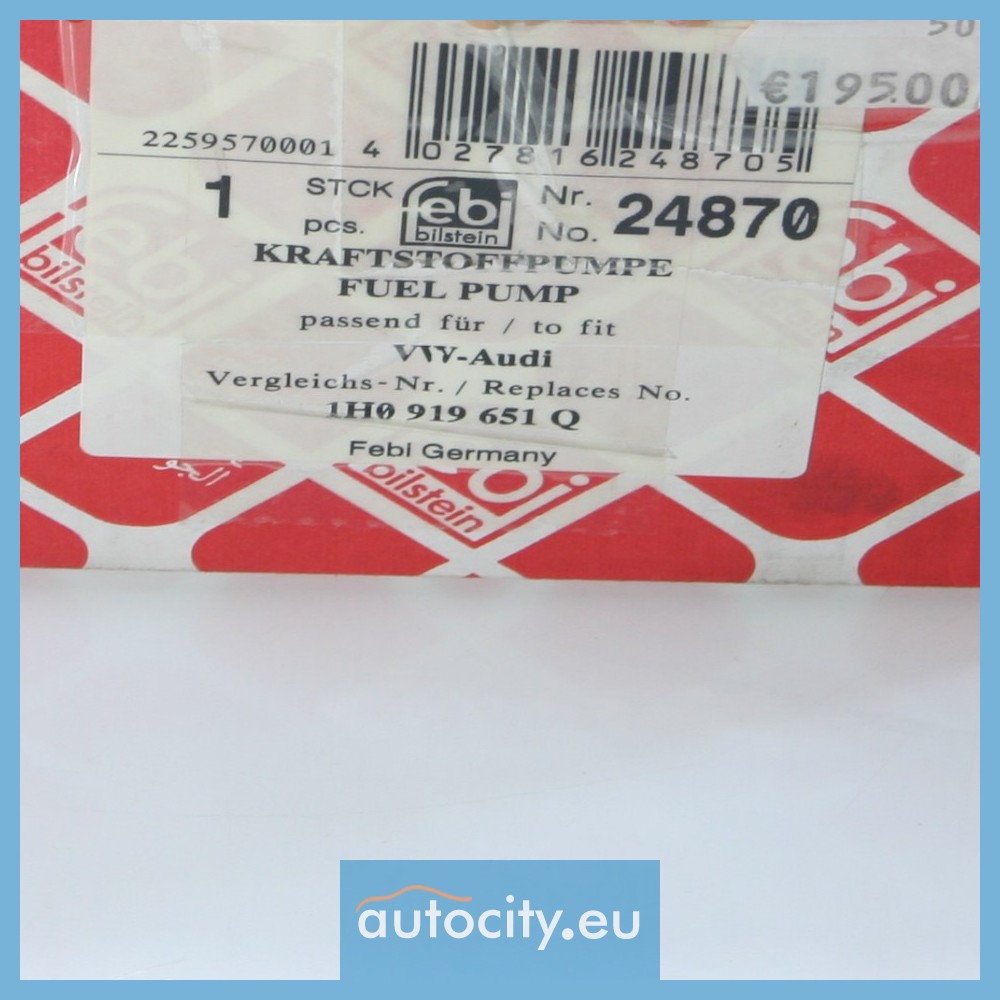 50
€195.00
2259570001 4 027816 248705
1 STCK pcs. febi bilstein Nr. No. 24870
KRAFTSTOFFPUMPE
FUEL PUMP
passend für / to fit
VW-Audi
Vergleichs-Nr. / Replaces No.
1H0 919 651 Q
Febi Germany
bilstein
febi
bilstein
autocity.eu